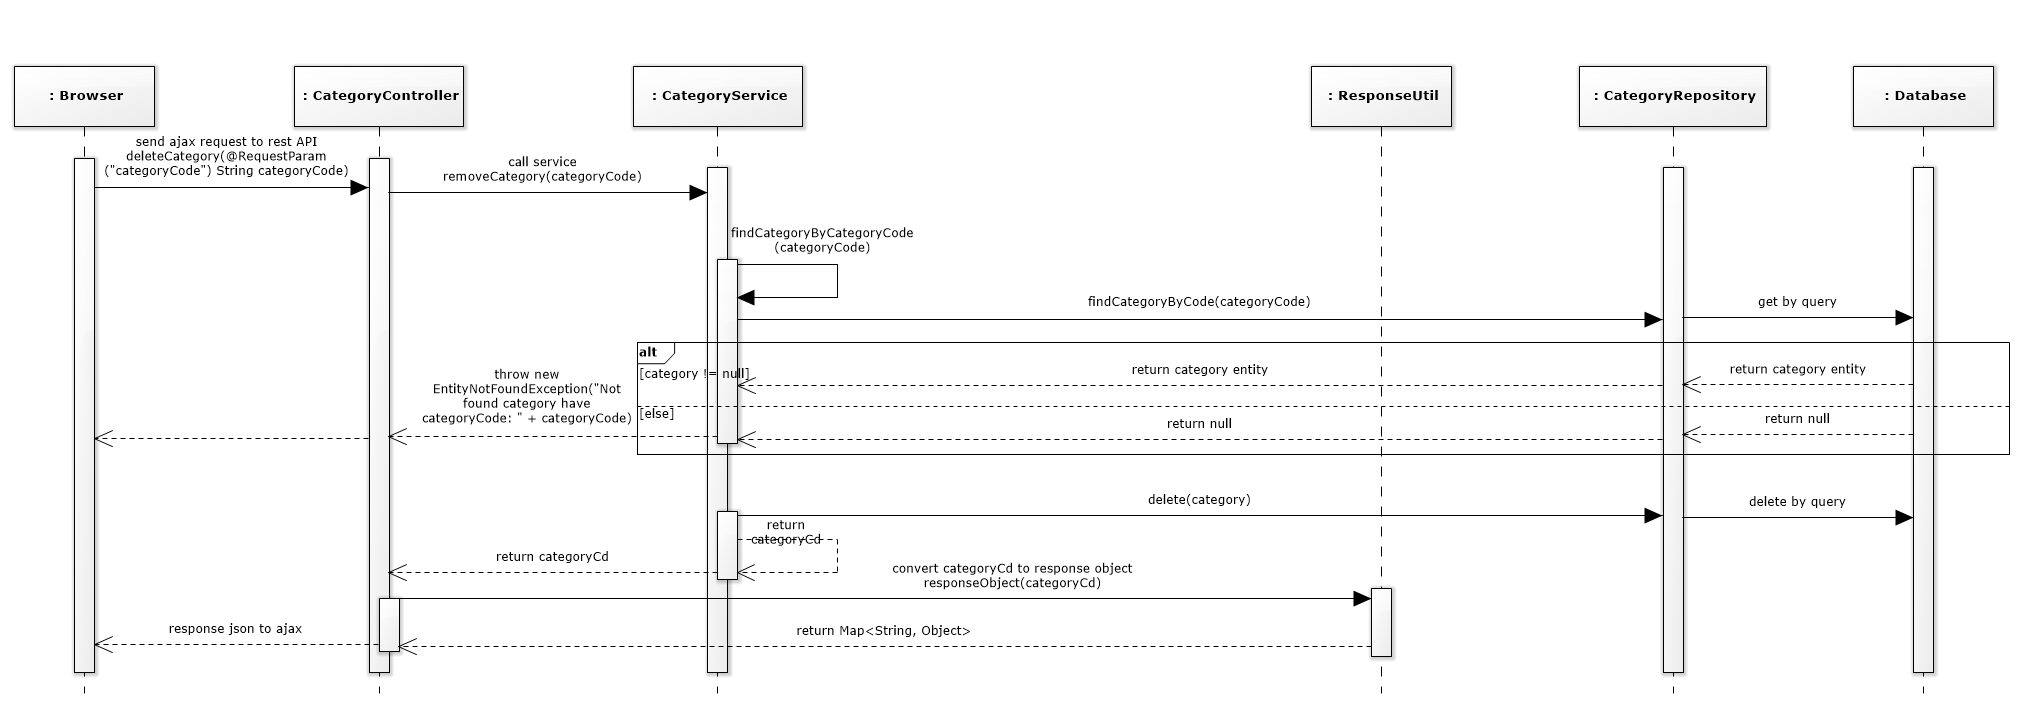 : Browser
: CategoryController
: CategoryService
: ResponseUtil
: CategoryRepository
: Database
send ajax request to rest API
deleteCategory(@RequestParam
("categoryCode") String categoryCode)
call service
removeCategory(categoryCode)
findCategoryByCategoryCode
(categoryCode)
findCategoryByCode(categoryCode)
get by query
alt
[category != null]
return category entity
return category entity
throw new
EntityNotFoundException("Not
found category have
categoryCode: " + categoryCode)
[else]
return null
return null
delete(category)
delete by query
return
categoryCd
return categoryCd
convert categoryCd to response object
responseObject(categoryCd)
response json to ajax
return Map<String, Object>